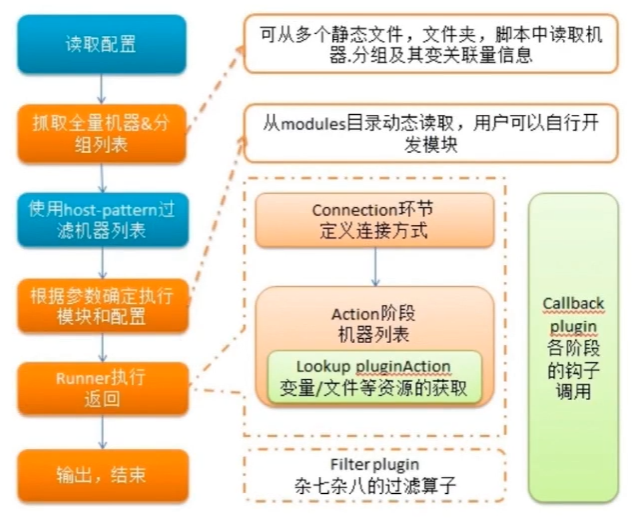 读取配置
抓取全量机器&分
组列表
使用host-pattern过
滤机器列表
根据参数确定执行
模块和配置
Runner执行
返回
输出，结束
可从多个静态文件，文件夹，脚本中读取机
器.分组及其变关联量信息
从modules目录动态读取，用户可以自行开
发模块
Connection环节
定义连接方式
Action阶段
机器列表
Lookup pluginAction
变量/文件等资源的获取
Filter plugin
杂七杂八的过滤算子
Callback
plugin
各阶段
的钩子
调用